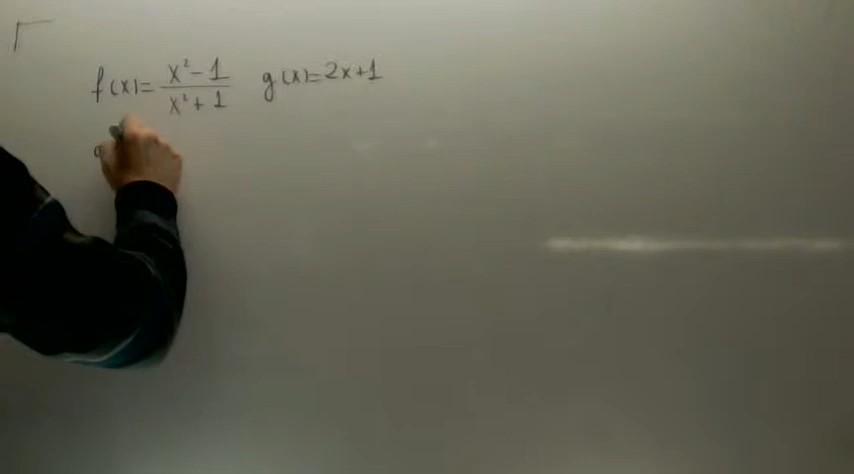 f(x)= x²-1 / x²+1 g(x)=2x+1